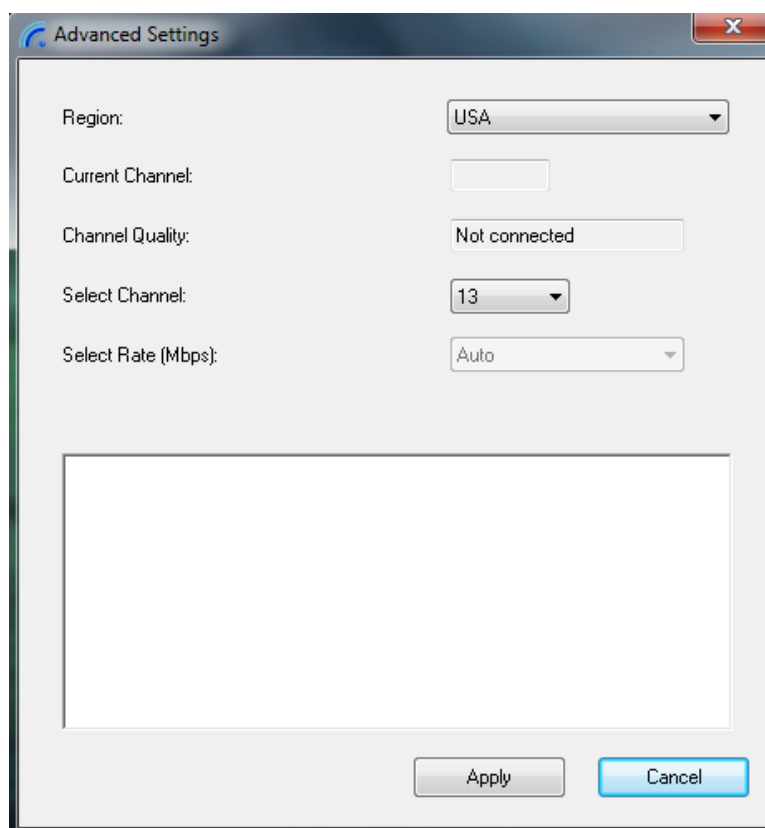 Advanced Settings
Region: USA
Current Channel:
Channel Quality: Not connected
Select Channel: 13
Select Rate (Mbps): Auto
Apply Cancel